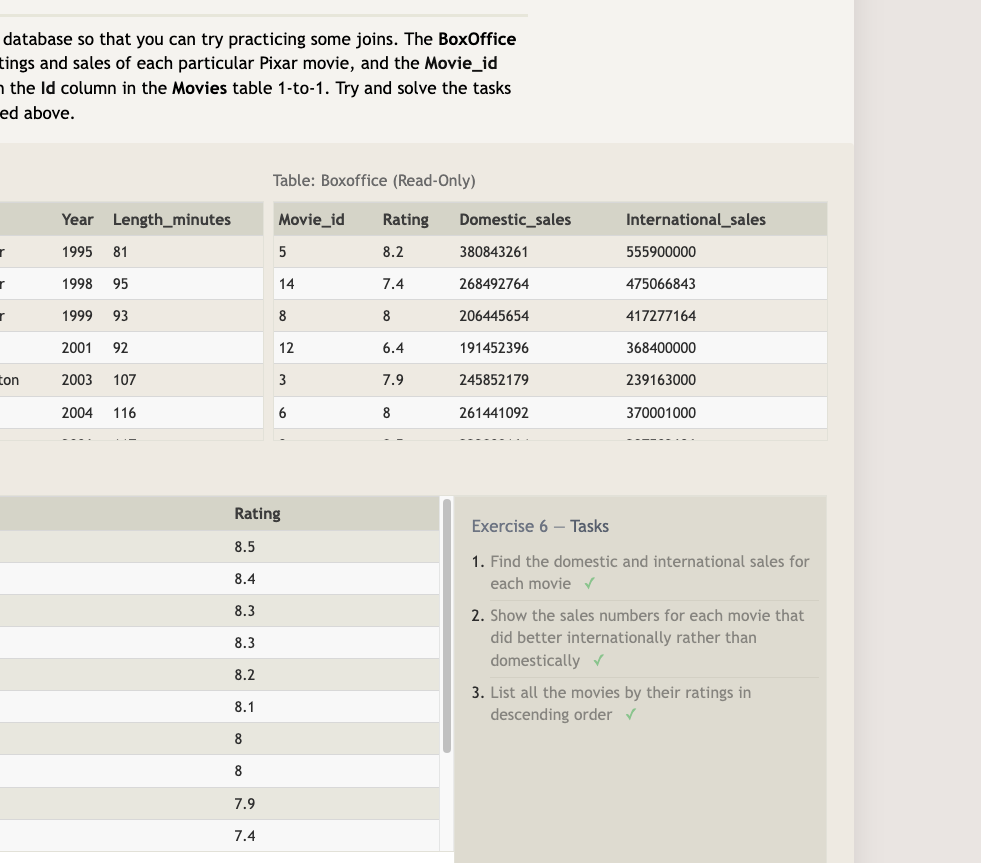 database so that you can try practicing some joins. The BoxOffice
tings and sales of each particular Pixar movie, and the Movie_id
the Id column in the Movies table 1-to-1. Try and solve the tasks
ed above.
Table: Boxoffice (Read-Only)
Year Length_minutes
1995 81
1998 95
1999 93
2001 92
ton 2003 107
2004 116
Movie_id Rating Domestic_sales International_sales
5 8.2 380843261 555900000
14 7.4 268492764 475066843
8 8 206445654 417277164
12 6.4 191452396 368400000
3 7.9 245852179 239163000
6 8 261441092 370001000
Rating
8.5
8.4
8.3
8.3
8.2
8.1
8
8
7.9
7.4
Exercise 6 — Tasks
1. Find the domestic and international sales for
each movie ✓
2. Show the sales numbers for each movie that
did better internationally rather than
domestically ✓
3. List all the movies by their ratings in
descending order ✓